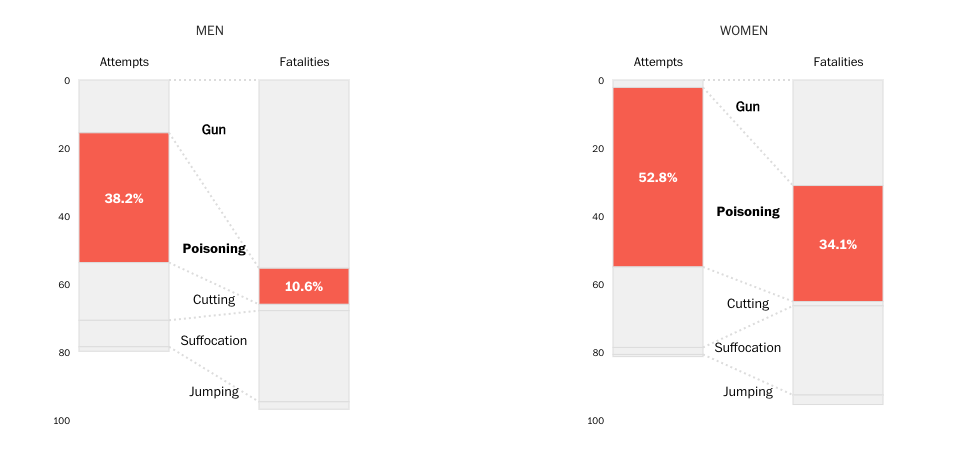 MEN
Attempts
Fatalities
0
20
40
60
80
100
Gun
Poisoning
Cutting
Suffocation
Jumping
38.2%
10.6%
WOMEN
Attempts
Fatalities
0
20
40
60
80
100
Gun
Poisoning
Cutting
Suffocation
Jumping
52.8%
34.1%